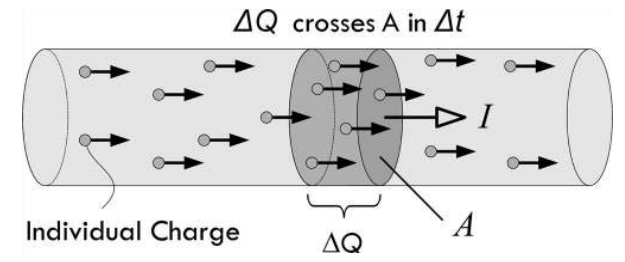 ΔQ crosses A in Δt
I
Individual Charge
ΔQ
A